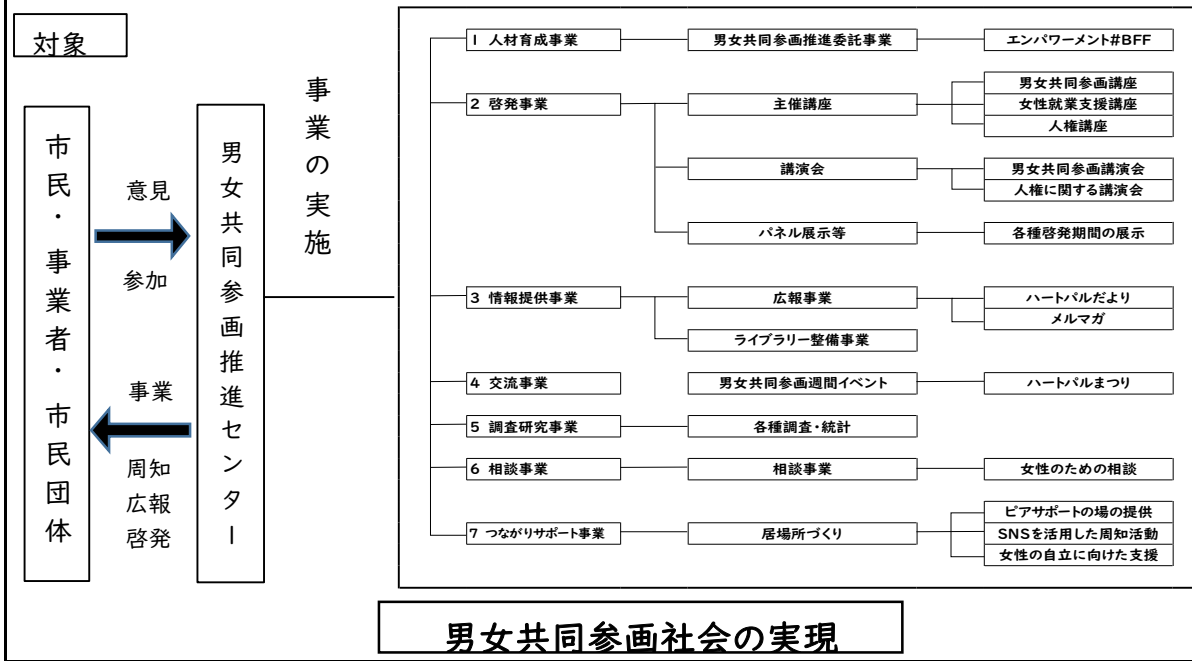 対象
市民・事業者・市民団体
意見
参加
事業
周知
広報
啓発
男女共同参画推進センター
事業の実施
1 人材育成事業
男女共同参画推進委託事業
エンパワーメント#BFF
2 啓発事業
主催講座
男女共同参画講座
女性就業支援講座
人権講座
講演会
男女共同参画講演会
人権に関する講演会
パネル展示等
各種啓発期間の展示
3 情報提供事業
広報事業
ハートパルだより
メルマガ
ライブラリー整備事業
4 交流事業
男女共同参画週間イベント
ハートパルまつり
5 調査研究事業
各種調査・統計
6 相談事業
相談事業
女性のための相談
7 つながりサポート事業
居場所づくり
ピアサポートの場の提供
SNSを活用した周知活動
女性の自立に向けた支援
男女共同参画社会の実現